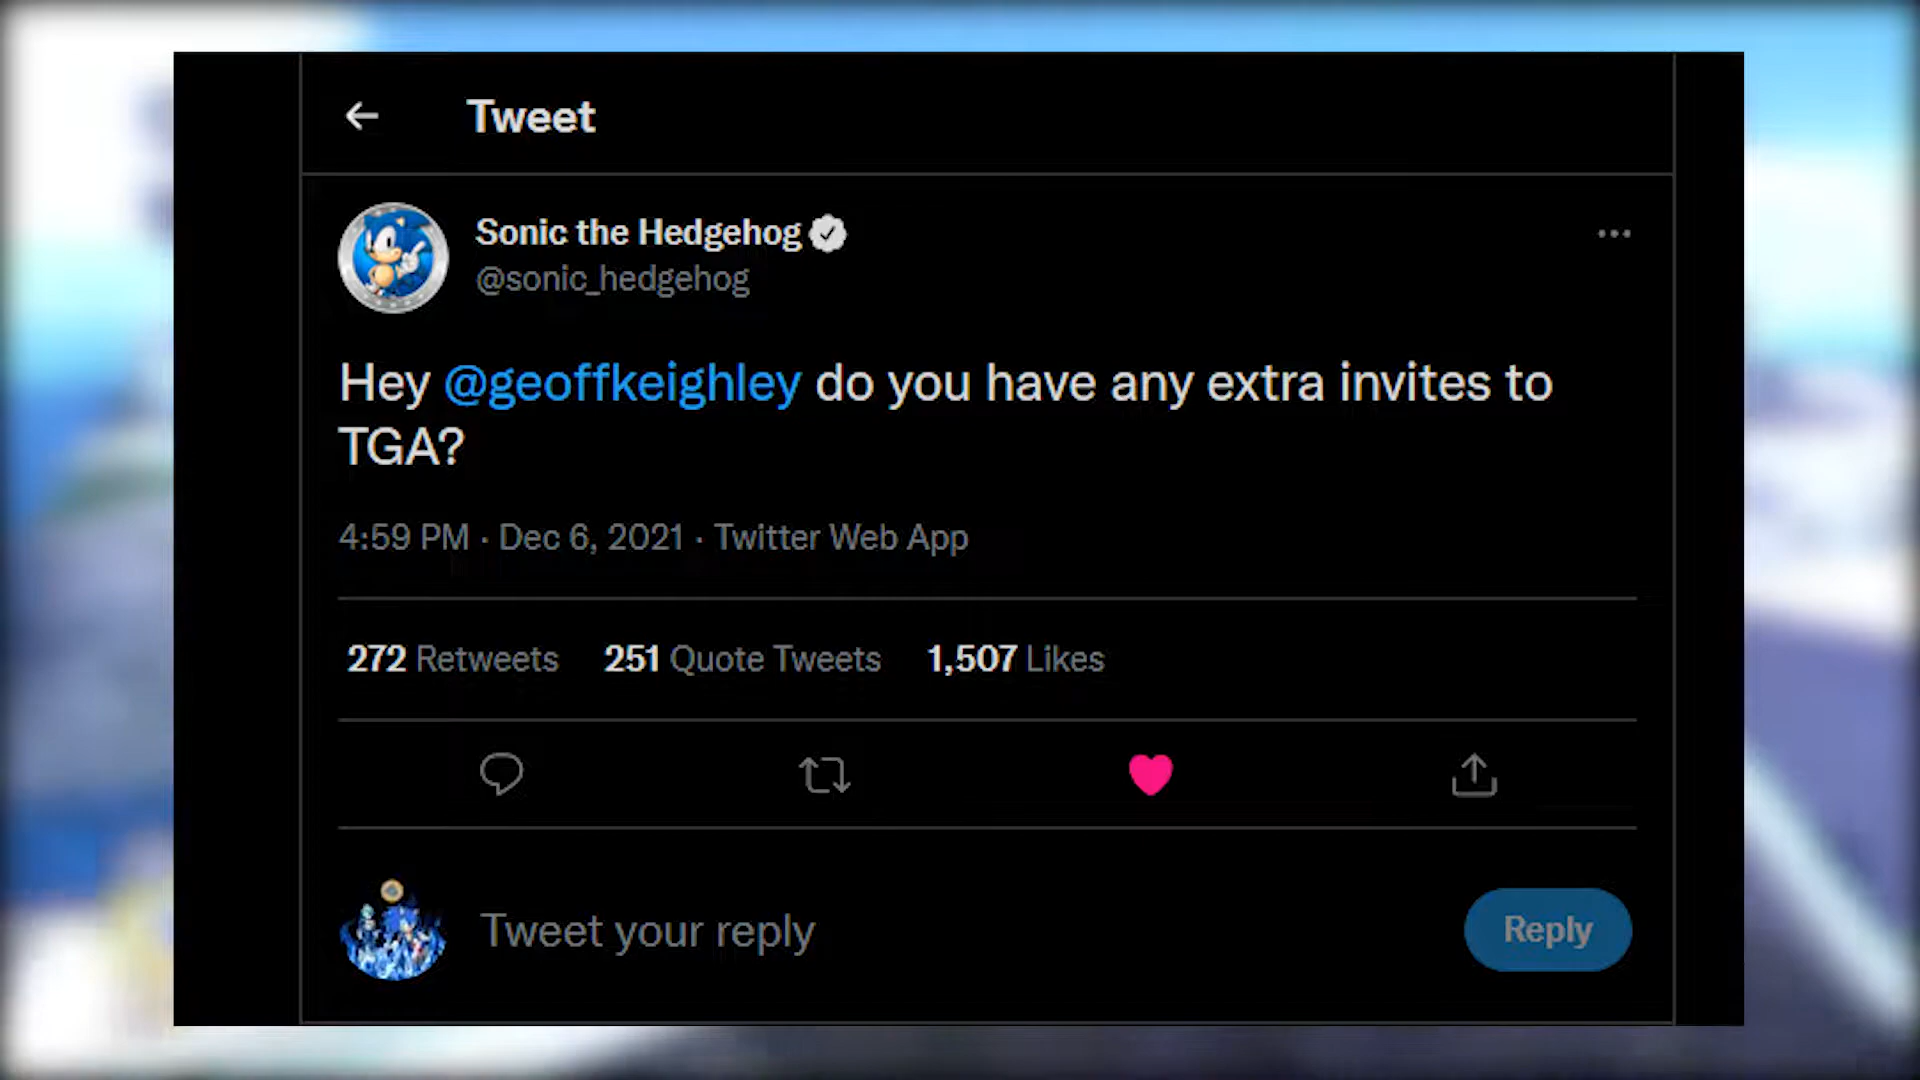 Tweet
Sonic the Hedgehog
@sonic_hedgehog
Hey @geoffkeighley do you have any extra invites to
TGA?
4:59 PM · Dec 6, 2021 · Twitter Web App
272 Retweets 251 Quote Tweets 1,507 Likes
Tweet your reply
Reply